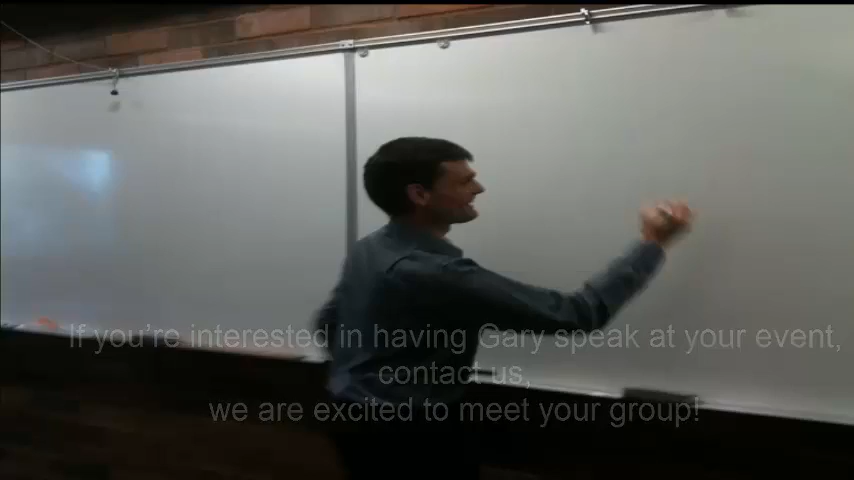 If you're interested in having Gary speak at your event,
contact us,
we are excited to meet your group!